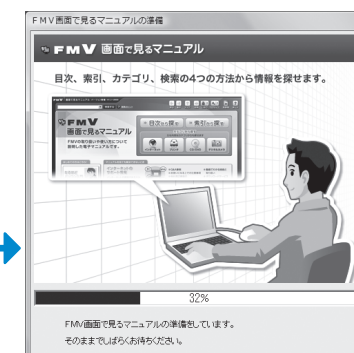 FMV画面で見るマニュアルの準備
FMV 画面で見るマニュアル
目次、索引、カテゴリ、検索の4つの方法から情報を探せます。
FMV
画面で見るマニュアル
目次から探す
索引から探す
32%
FMV画面で見るマニュアルの準備をしています。
そのままでしばらくお待ちください。